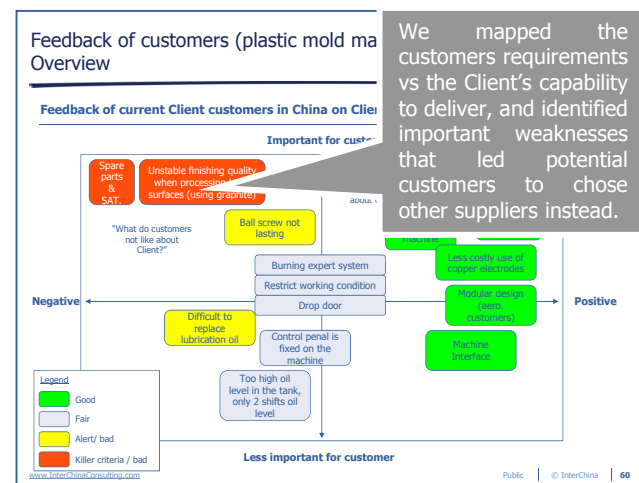 Feedback of customers (plastic mold ma
Overview
We mapped the
customers requirements
vs the Client's capability
to deliver, and identified
important weaknesses
that led potential
customers to chose
other suppliers instead.
Feedback of current Client customers in China on Clie
Important for custo
Spare
parts
&
SAT.
Unstable finishing quality
when processing
surfaces (using graphite)
about
"What do customers
not like about
Client?"
Ball screw not
lasting
machine
Less costly use of
copper electrodes
Burning expert system
Restrict working condition
Drop door
Negative
Positive
Modular design
(aero.
customers)
Difficult to
replace
lubrication oil
Control penal is
fixed on the
machine
Machine
Interface
Too high oil
level in the tank,
only 2 shifts oil
level
Legend
Good
Fair
Alert/ bad
Killer criteria / bad
Less important for customer
www.InterChinaConsulting.com
Public
© InterChina
60